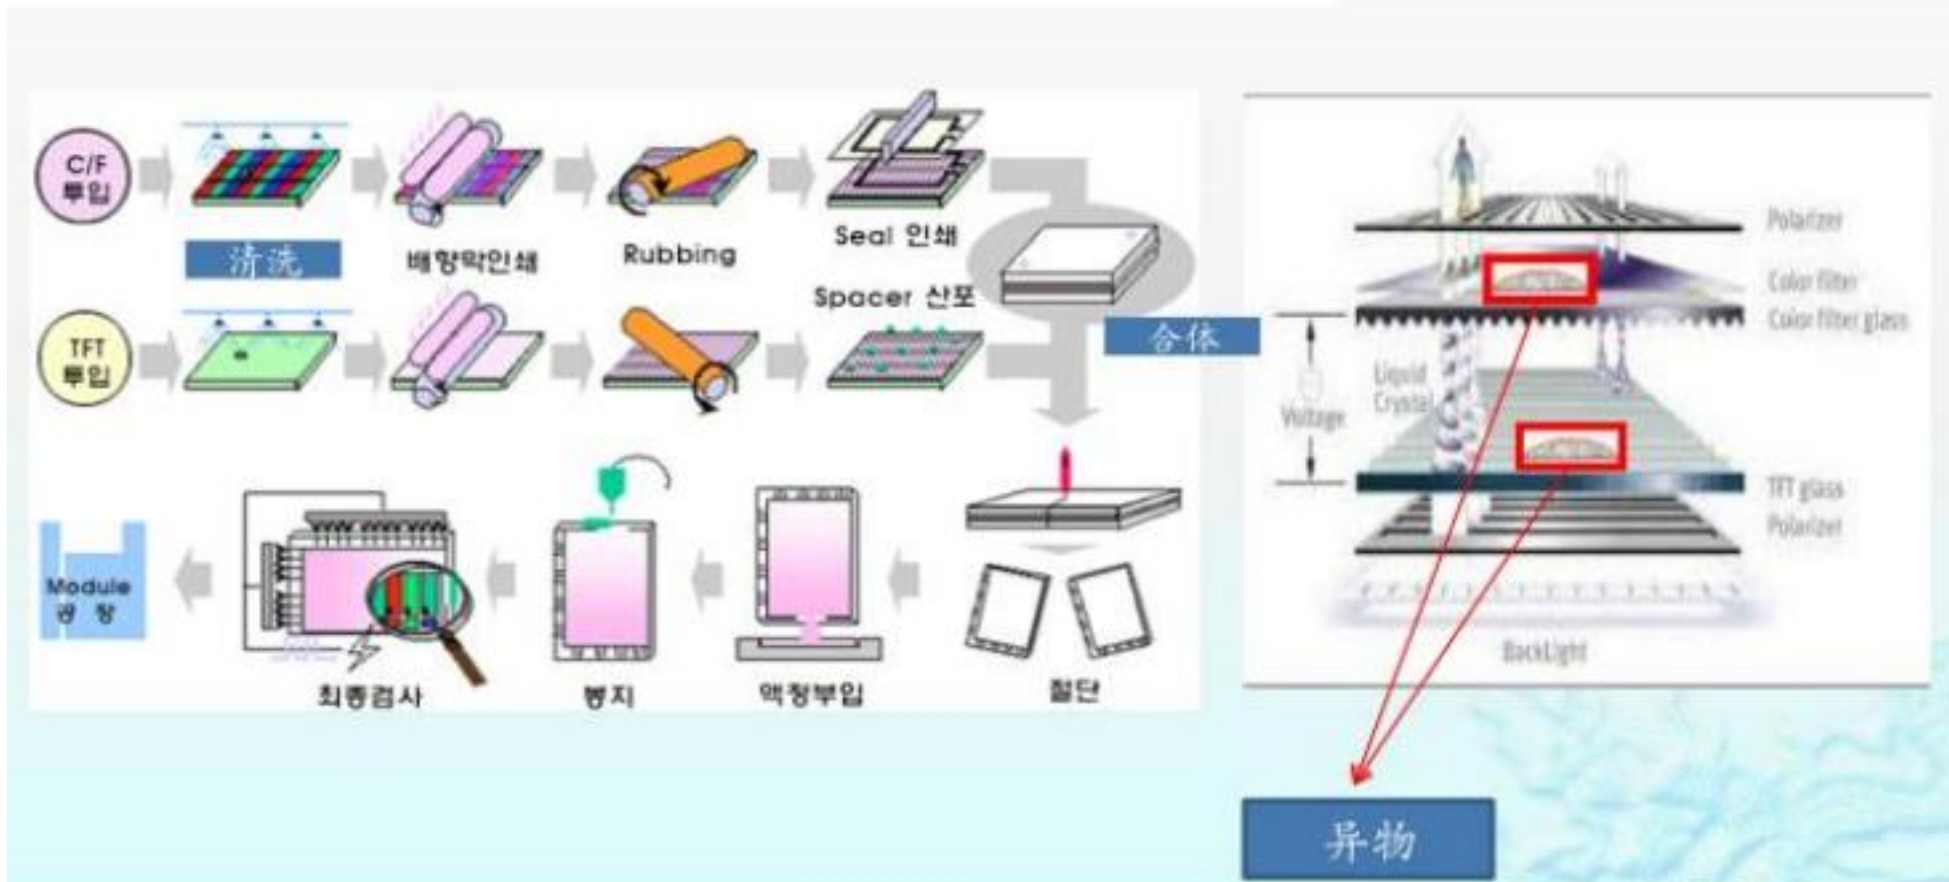 C/F
투입
清洗
배향막인쇄
Rubbing
Seal 인쇄
TFT
투입
Spacer 산포
合体
Module
공 장
최종검사
봉지
액정부입
절단
Polarizer
Color filter
Color filter glass
Liquid
Crystal
Voltage
TFT glass
Polarizer
BackLight
异物